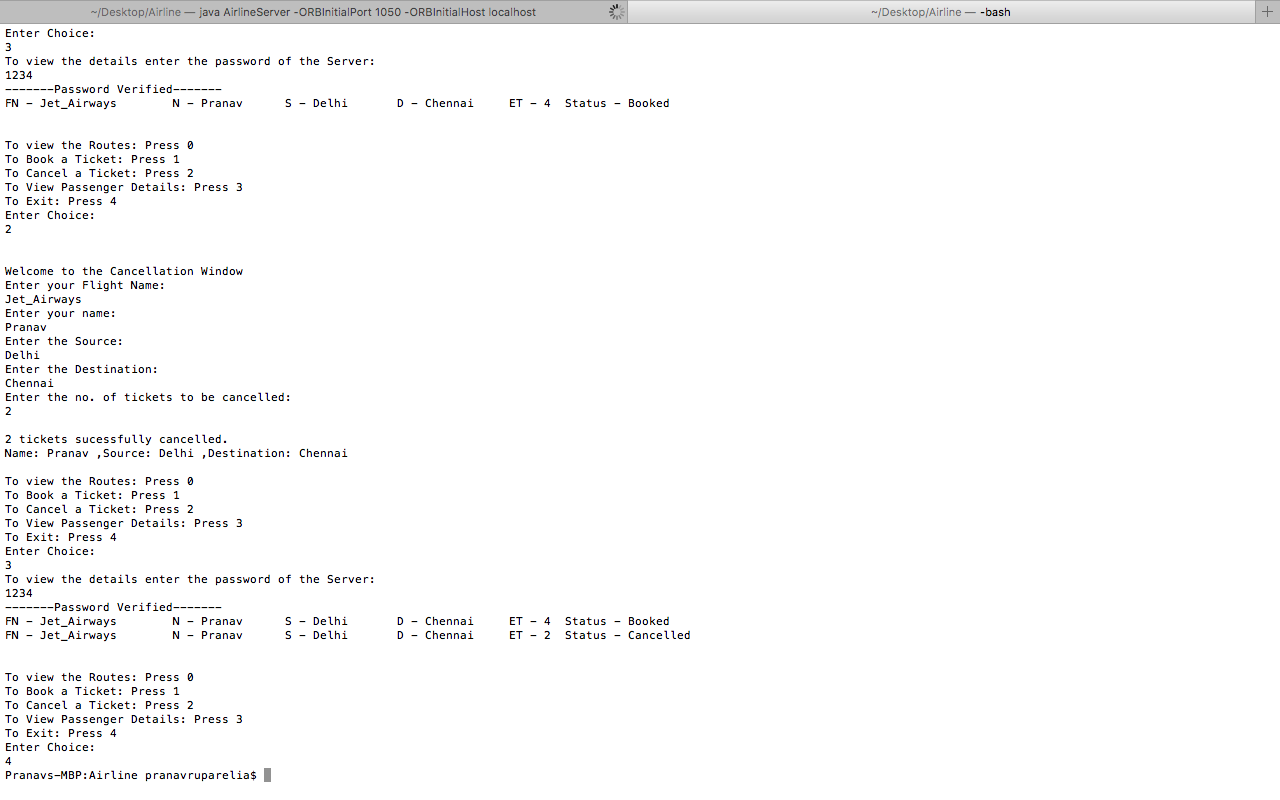 ~/Desktop/Airline — java AirlineServer -ORBInitialPort 1050 -ORBInitialHost localhost
~/Desktop/Airline — -bash
Enter Choice:
3
To view the details enter the password of the Server:
1234
-------Password Verified-------
FN - Jet_Airways        N - Pranav      S - Delhi       D - Chennai     ET - 4  Status - Booked
To view the Routes: Press 0
To Book a Ticket: Press 1
To Cancel a Ticket: Press 2
To View Passenger Details: Press 3
To Exit: Press 4
Enter Choice:
2
Welcome to the Cancellation Window
Enter your Flight Name:
Jet_Airways
Enter your name:
Pranav
Enter the Source:
Delhi
Enter the Destination:
Chennai
Enter the no. of tickets to be cancelled:
2
2 tickets sucessfully cancelled.
Name: Pranav ,Source: Delhi ,Destination: Chennai
To view the Routes: Press 0
To Book a Ticket: Press 1
To Cancel a Ticket: Press 2
To View Passenger Details: Press 3
To Exit: Press 4
Enter Choice:
3
To view the details enter the password of the Server:
1234
-------Password Verified-------
FN - Jet_Airways        N - Pranav      S - Delhi       D - Chennai     ET - 4  Status - Booked
FN - Jet_Airways        N - Pranav      S - Delhi       D - Chennai     ET - 2  Status - Cancelled
To view the Routes: Press 0
To Book a Ticket: Press 1
To Cancel a Ticket: Press 2
To View Passenger Details: Press 3
To Exit: Press 4
Enter Choice:
4
Pranavs-MBP:Airline pranavruparelia$